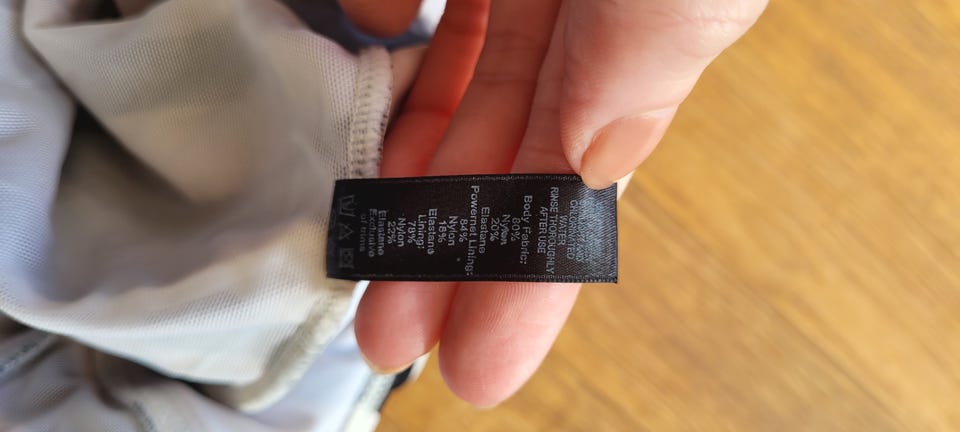 WATER
RINSE THOROUGHLY
AFTER USE
Body Fabric:
80%
Nylon
20%
Elastane
Powernet Lining:
84%
Nylon
16%
Elastane
Lining:
78%
Nylon
22%
Elastane
Exclusive
of trims